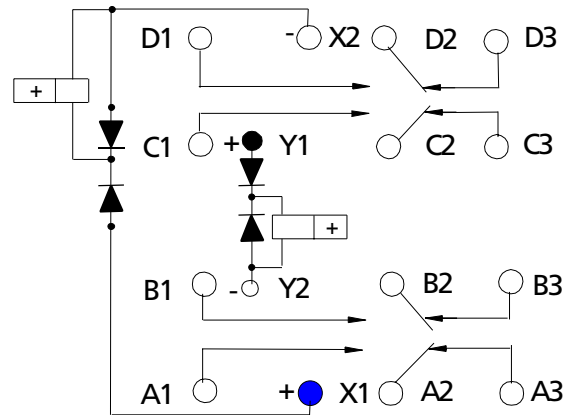 D1 - X2 D2 D3
+
C1 + Y1 C2 C3
+
B1 - Y2 B2 B3
A1 + X1 A2 A3